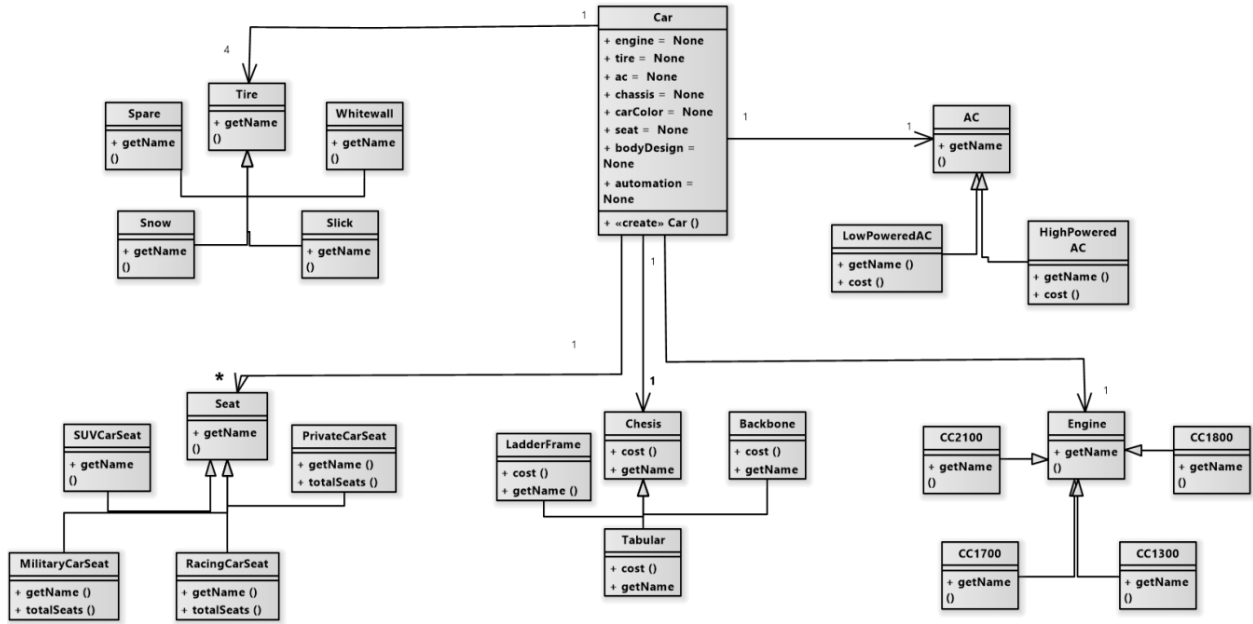 Car
+ engine = None
+ tire = None
+ ac = None
+ chassis = None
+ carColor = None
+ seat = None
+ bodyDesign =
None
+ automation =
None
+ «create» Car ()
1
4
Tire
+ getName
()
Spare
+ getName
()
Whitewall
+ getName
()
Snow
+ getName
()
Slick
+ getName
()
1
1
AC
+ getName
()
LowPoweredAC
+ getName ()
+ cost ()
HighPowered
AC
+ getName ()
+ cost ()
1
*
Seat
+ getName
()
SUVCarSeat
+ getName
()
PrivateCarSeat
+ getName ()
+ totalSeats ()
MilitaryCarSeat
+ getName ()
+ totalSeats ()
RacingCarSeat
+ getName ()
+ totalSeats ()
1
1
Chesis
+ cost ()
+ getName
LadderFrame
+ cost ()
+ getName ()
Backbone
+ cost ()
+ getName
Tabular
+ cost ()
+ getName
1
Engine
+ getName
()
CC2100
+ getName
()
CC1800
+ getName
()
CC1700
+ getName
()
CC1300
+ getName
()